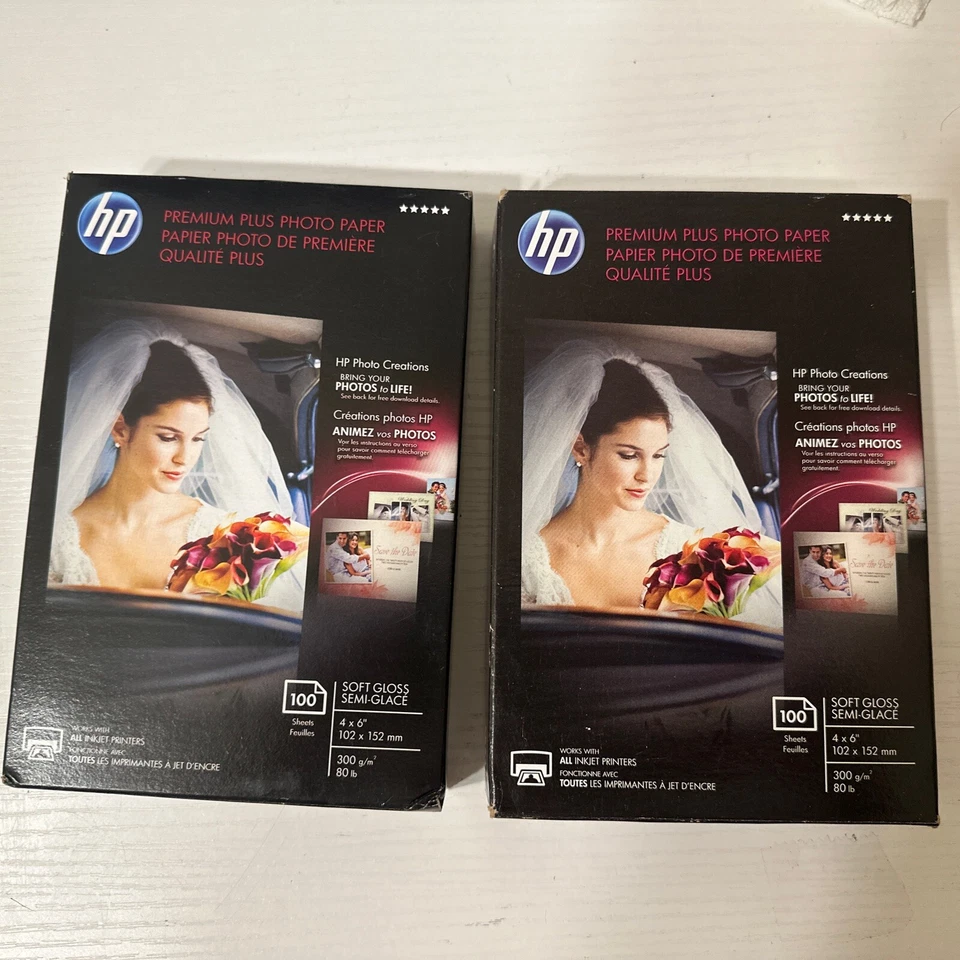 hp
PREMIUM PLUS PHOTO PAPER
PAPIER PHOTO DE PREMIÈRE
QUALITÉ PLUS
HP Photo Creations
BRING YOUR
PHOTOS to LIFE!
See back for free download details.
Créations photos HP
ANIMEZ vos PHOTOS
Voir les instructions au verso
pour savoir comment télécharger
gratuitement.
Wedding Day
Save the Date
100
Sheets
Feuilles
SOFT GLOSS
SEMI-GLACÉ
4 x 6"
102 x 152 mm
300 g/m²
80 lb
WORKS WITH
ALL INKJET PRINTERS
FONCTIONNE AVEC
TOUTES LES IMPRIMANTES À JET D'ENCRE
hp
PREMIUM PLUS PHOTO PAPER
PAPIER PHOTO DE PREMIÈRE
QUALITÉ PLUS
HP Photo Creations
BRING YOUR
PHOTOS to LIFE!
See back for free download details.
Créations photos HP
ANIMEZ vos PHOTOS
Voir les instructions au verso
pour savoir comment télécharger
gratuitement.
Wedding Day
Save the Date
100
Sheets
Feuilles
SOFT GLOSS
SEMI-GLACÉ
4 x 6"
102 x 152 mm
300 g/m²
80 lb
WORKS WITH
ALL INKJET PRINTERS
FONCTIONNE AVEC
TOUTES LES IMPRIMANTES À JET D'ENCRE